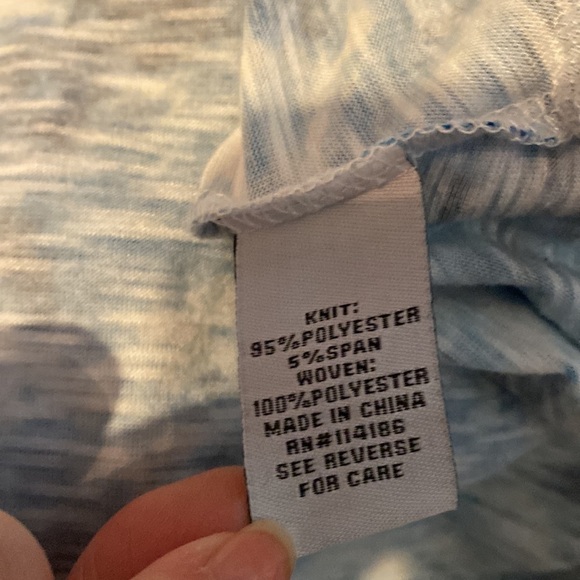 KNIT:
95%POLYESTER
5%SPAN
WOVEN:
100%POLYESTER
MADE IN CHINA
RN#114186
SEE REVERSE
FOR CARE